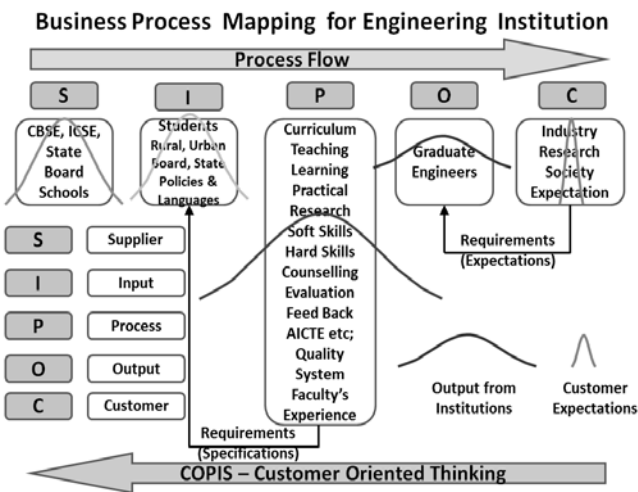 Business Process Mapping for Engineering Institution
Process Flow
S
I
P
O
C
CBSE, ICSE,
State
Board
Schools
Students
Rural, Urban
Board, State
Policies &
Languages
Curriculum
Teaching
Learning
Practical
Research
Soft Skills
Hard Skills
Counselling
Evaluation
Feed Back
AICTE etc;
Quality
System
Faculty's
Experience
Graduate
Engineers
Industry
Research
Society
Expectation
Requirements
(Expectations)
S
Supplier
I
Input
P
Process
O
Output
C
Customer
Output from
Institutions
Customer
Expectations
Requirements
(Specifications)
COPIS – Customer Oriented Thinking